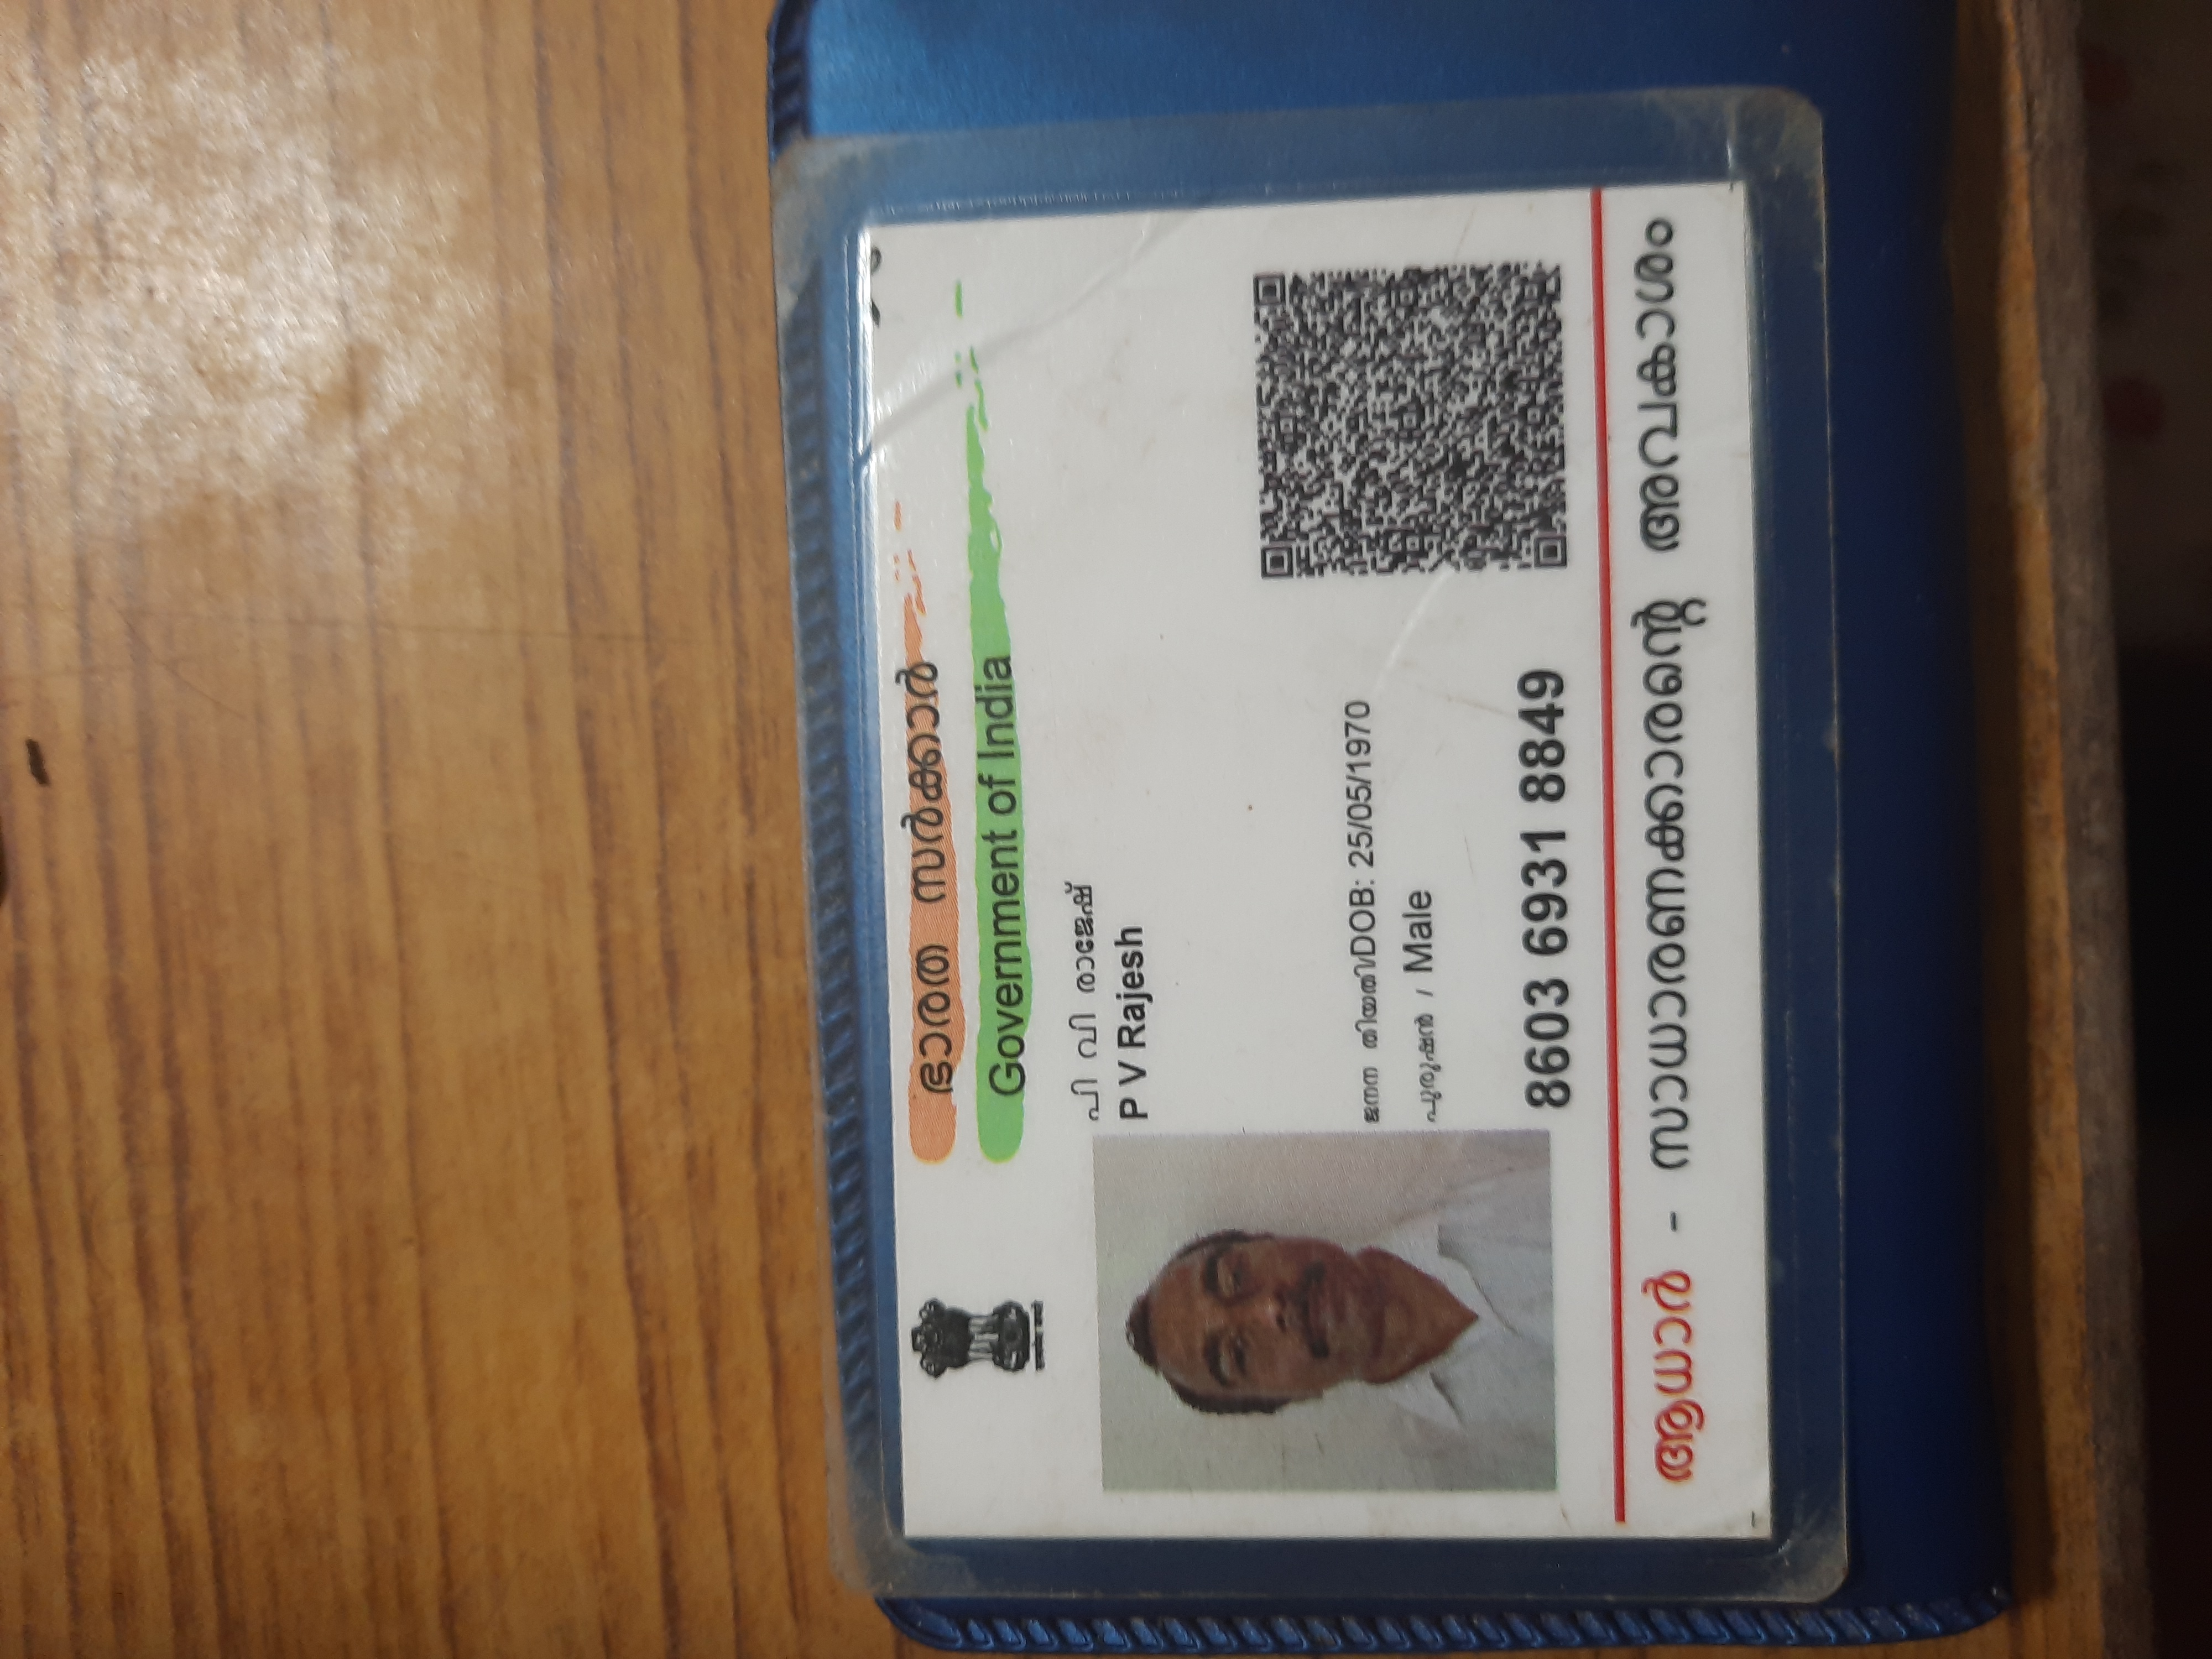 ഭാരത സർക്കാർ
Government of India
പി വി രാജേഷ്
P V Rajesh
ജനന തിയതി/DOB: 25/05/1970
പുരുഷൻ / Male
8603 6931 8849
ആധാർ - സാധാരണക്കാരന്റെ അവകാശം